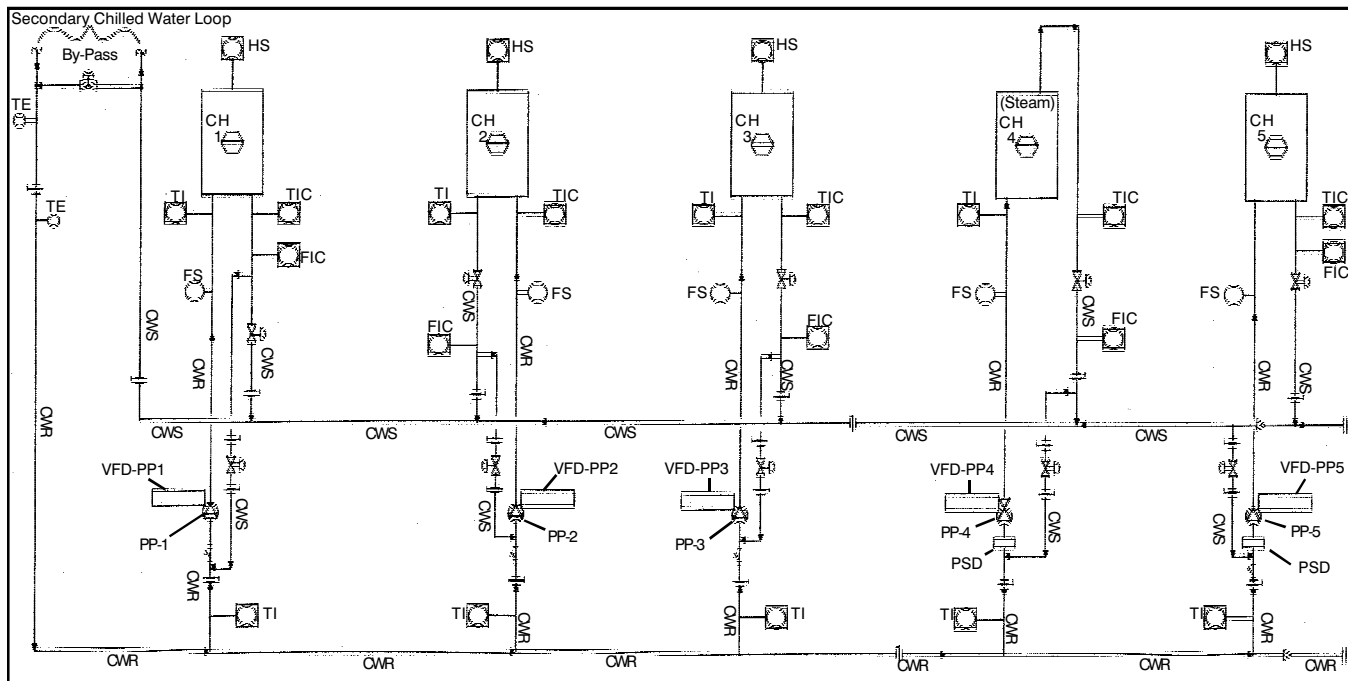 Secondary Chilled Water Loop
By-Pass
HS
HS
HS
HS
TE
TE
CH
1
CH
2
CH
3
(Steam)
CH
4
CH
5
TI
TIC
TI
TIC
TI
TIC
TI
TIC
TIC
FIC
FIC
FS
FS
FS
FS
FS
FIC
FIC
FIC
CWS
CWR
CWS
CWS
CWR
CWR
CWS
CWR
CWS
CWR
CWS
CWR
CWS
CWS
CWS
CWS
CWS
VFD-PP1
VFD-PP2
VFD-PP3
VFD-PP4
VFD-PP5
PP-1
PP-2
PP-3
PP-4
PP-5
CWS
CWS
CWS
CWS
CWS
PSD
PSD
CWR
TI
TI
TI
TI
TI
CWR
CWR
CWR
CWR
CWR
CWR
CWR
CWR
CWR
CWR